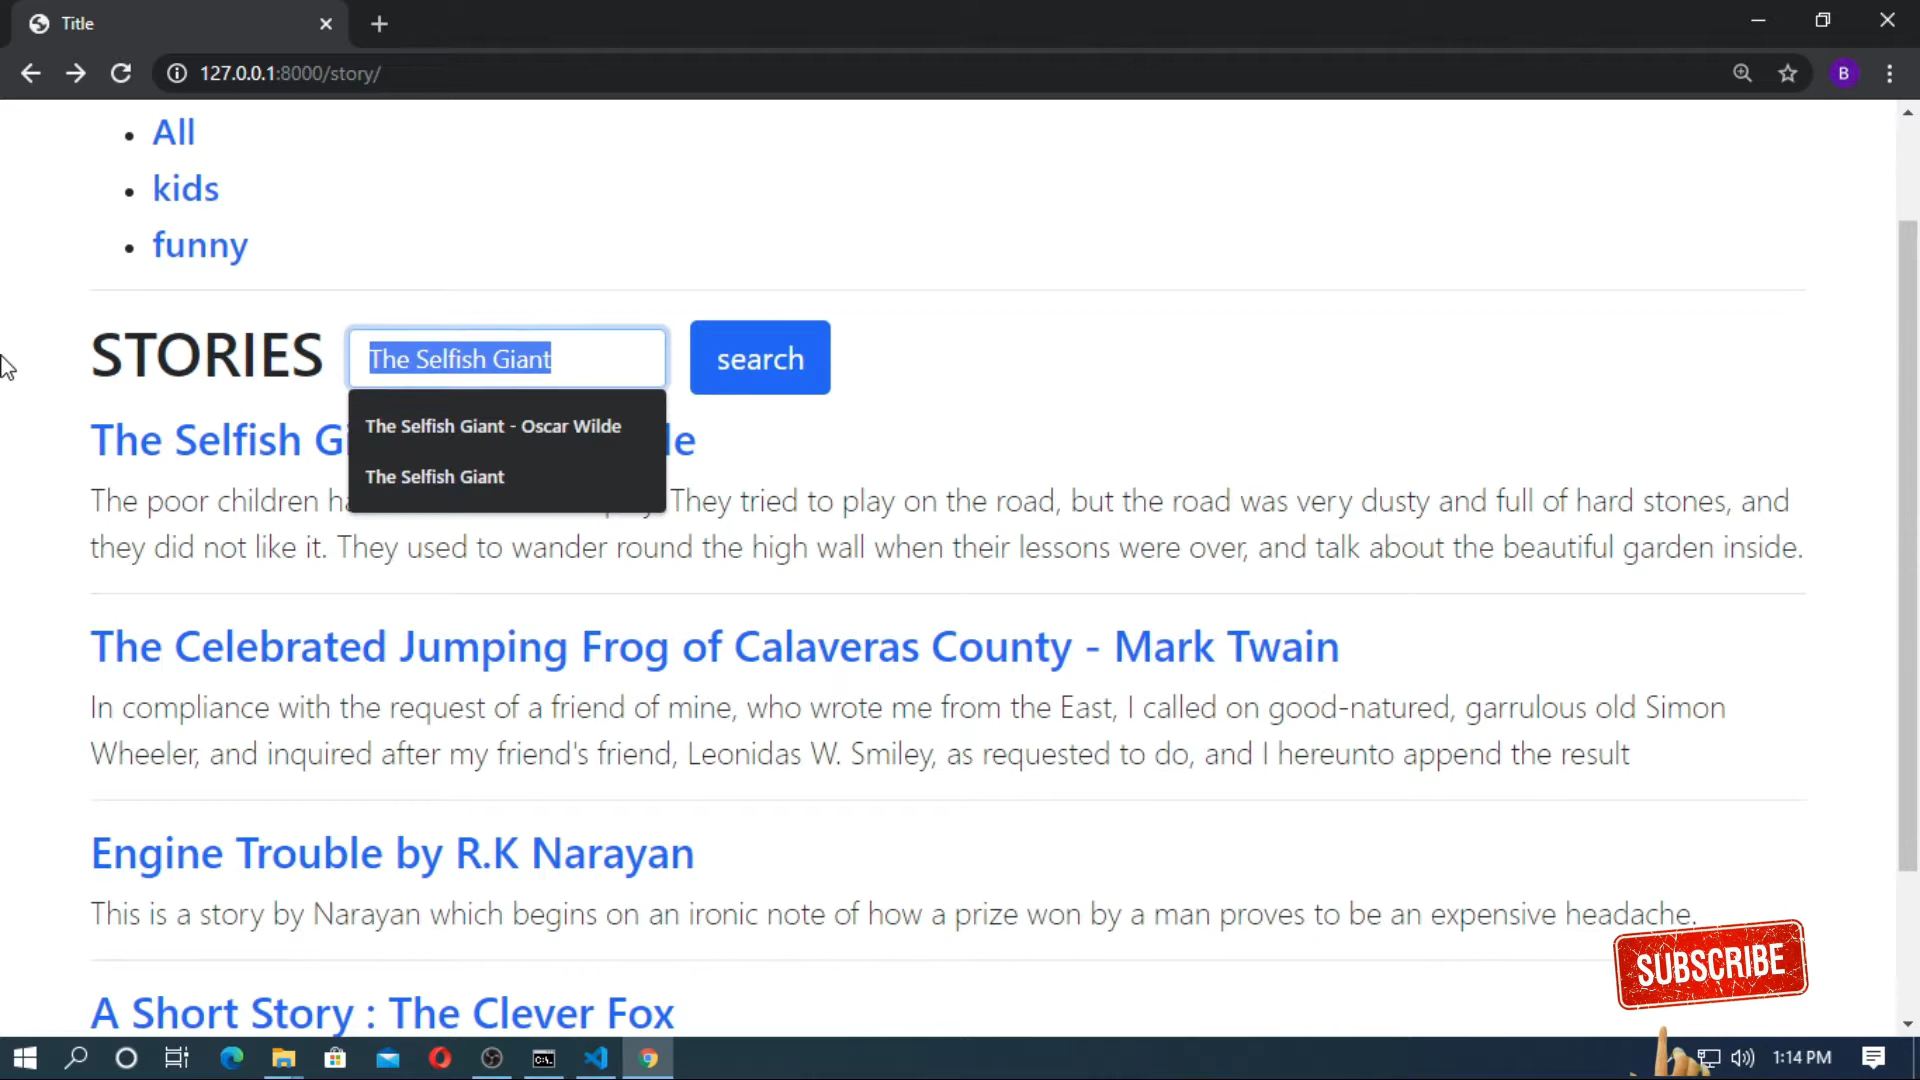 Title
127.0.0.1:8000/story/
B
All
kids
funny
STORIES The Selfish Giant search
The Selfish Giant - Oscar Wilde
The Selfish Giant
The Selfish Gi de
The poor children ha They tried to play on the road, but the road was very dusty and full of hard stones, and
they did not like it. They used to wander round the high wall when their lessons were over, and talk about the beautiful garden inside.
The Celebrated Jumping Frog of Calaveras County - Mark Twain
In compliance with the request of a friend of mine, who wrote me from the East, I called on good-natured, garrulous old Simon
Wheeler, and inquired after my friend's friend, Leonidas W. Smiley, as requested to do, and I hereunto append the result
Engine Trouble by R.K Narayan
This is a story by Narayan which begins on an ironic note of how a prize won by a man proves to be an expensive headache.
SUBSCRIBE
A Short Story : The Clever Fox
1:14 PM